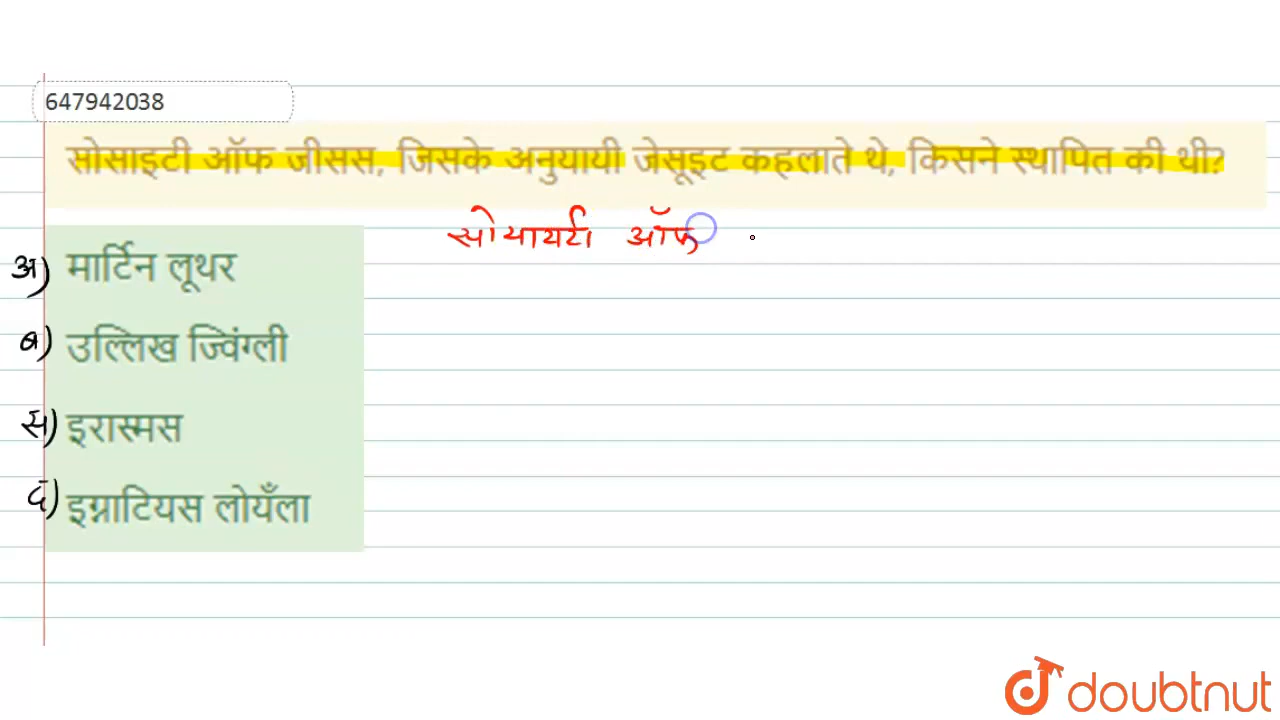 647942038
सोसाइटी ऑफ जीसस, जिसके अनुयायी जेसूइट कहलाते थे, किसने स्थापित की थी?
सोसायटी ऑफ
अ) मार्टिन लूथर
ब) उल्लिख ज्विंग्ली
स) इरास्मस
द) इग्नाटियस लोयँला
doubtnut